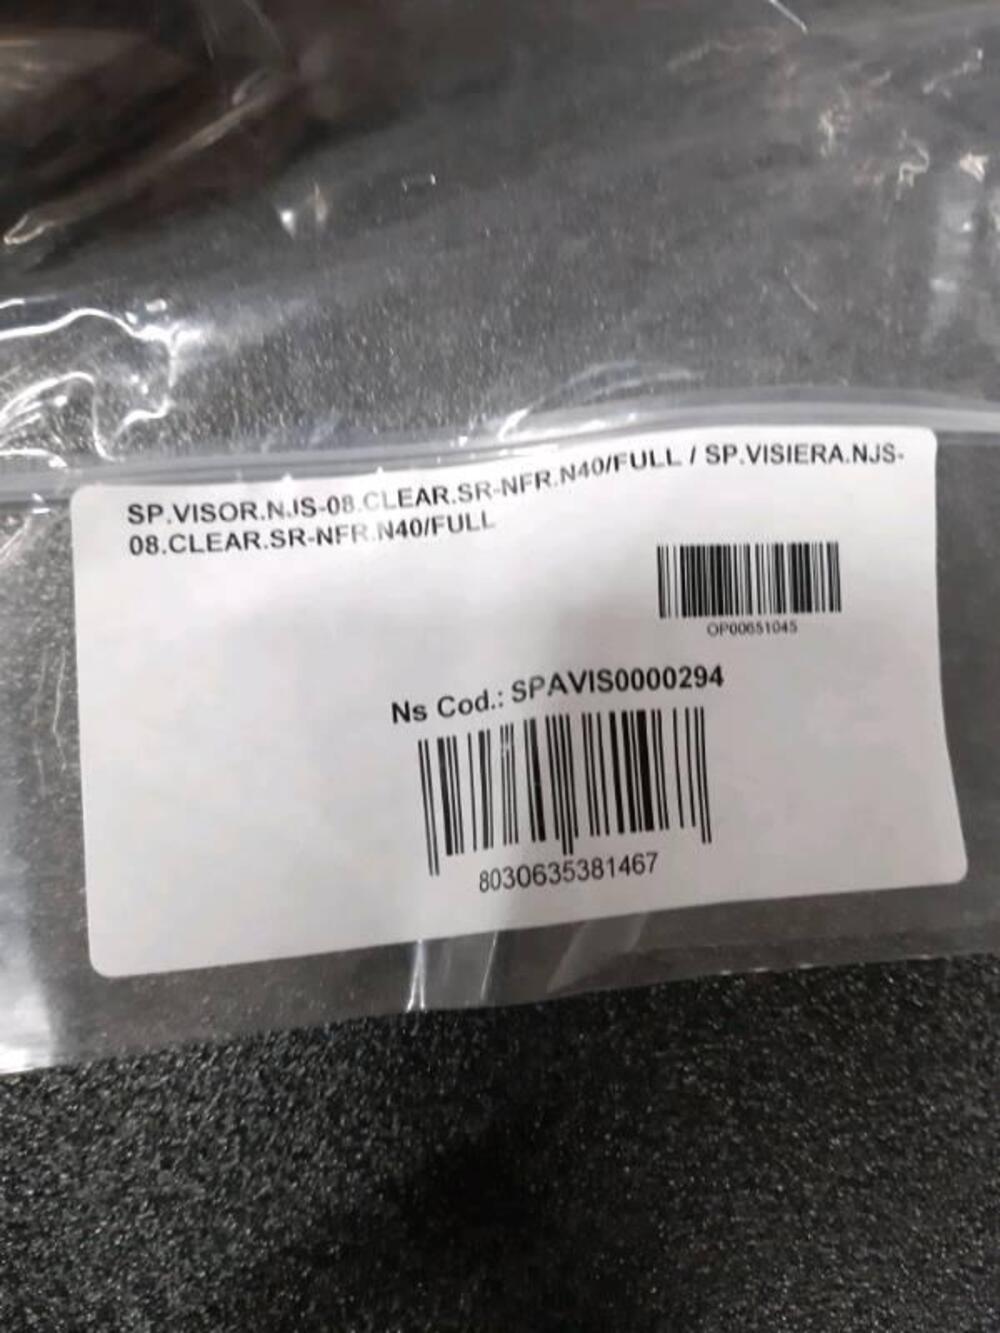 SP.VISOR.NJS-08.CLEAR.SR-NFR.N40/FULL / SP.VISIERA.NJS-
08.CLEAR.SR-NFR.N40/FULL
OP00651045
Ns Cod.: SPAVIS0000294
8030635381467